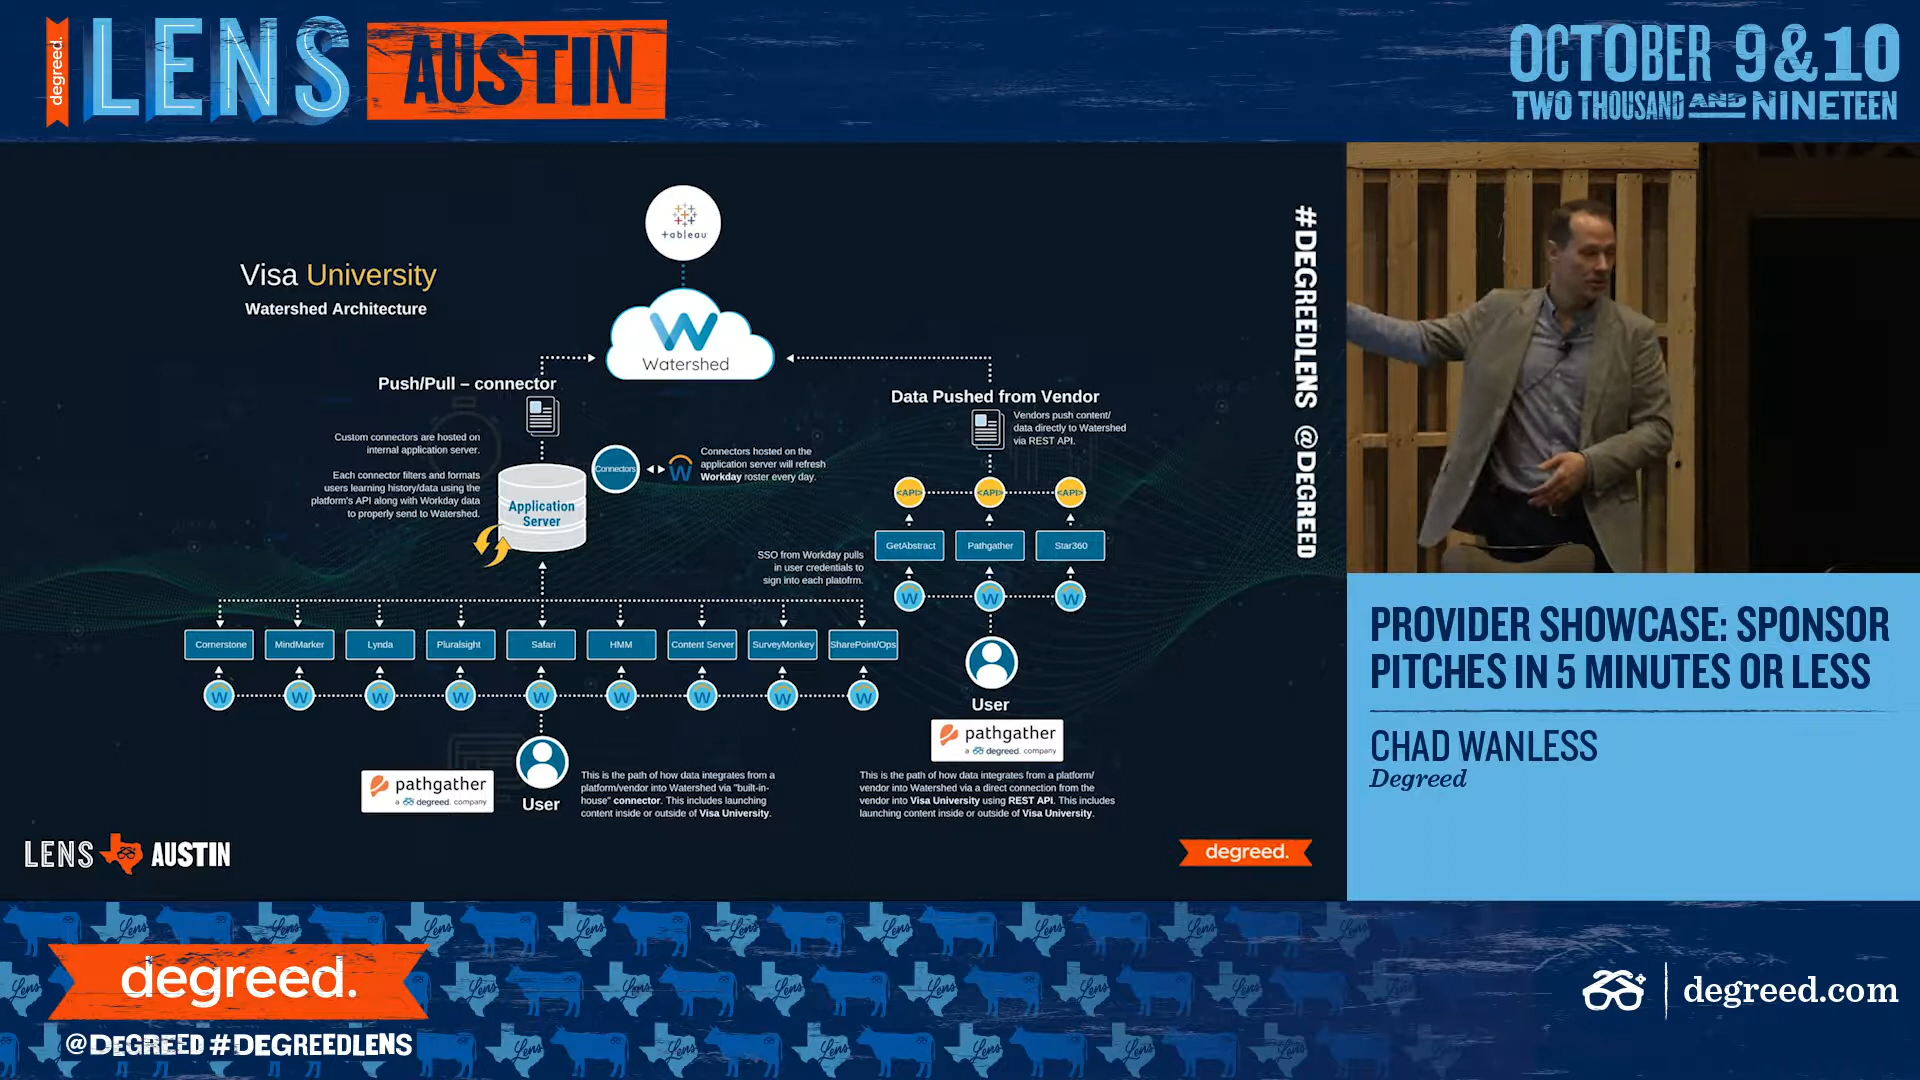 degreed.
LENS
AUSTIN
OCTOBER 9&10
TWO THOUSAND AND NINETEEN
+ableau
Visa University
Watershed Architecture
W
Watershed
Push/Pull – connector
Custom connectors are hosted on
internal application server.
Each connector filters and formats
users learning history/data using the
platform's API along with Workday data
to properly send to Watershed.
Application
Server
Connectors
Connectors hosted on the
application server will refresh
Workday roster every day.
Data Pushed from Vendor
Vendors push content/
data directly to Watershed
via REST API.
<API> <API> <API>
GetAbstract Pathgather Star360
SSO from Workday pulls
in user credentials to
sign into each platofrm.
Cornerstone MindMarker Lynda Pluralsight Safari HMM Content Server SurveyMonkey SharePoint/Ops
User
pathgather
a degreed. company
This is the path of how data integrates from a
platform/vendor into Watershed via "built-in-
house" connector. This includes launching
content inside or outside of Visa University.
User
pathgather
a degreed. company
This is the path of how data integrates from a platform/
vendor into Watershed via a direct connection from the
vendor into Visa University using REST API. This includes
launching content inside or outside of Visa University.
LENS AUSTIN
degreed.
#DEGREEDLENS @DEGREED
PROVIDER SHOWCASE: SPONSOR
PITCHES IN 5 MINUTES OR LESS
CHAD WANLESS
Degreed
degreed.
@DEGREED #DEGREEDLENS
degreed.com